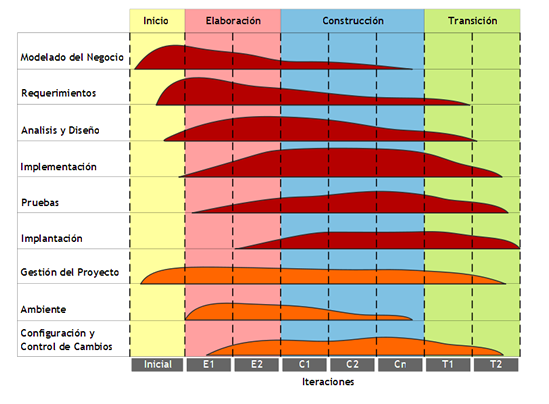 Inicio Elaboración Construcción Transición
Modelado del Negocio
Requerimientos
Analisis y Diseño
Implementación
Pruebas
Implantación
Gestión del Proyecto
Ambiente
Configuración y
Control de Cambios
Inicial E1 E2 C1 C2 Cn T1 T2
Iteraciones